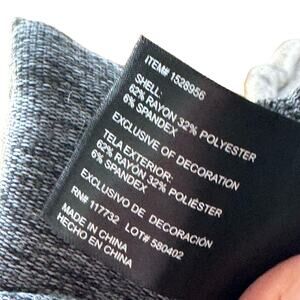 ITEM# 1528956
SHELL:
62% RAYON 32% POLYESTER
6% SPANDEX
EXCLUSIVE OF DECORATION
TELA EXTERIOR:
62% RAYON 32% POLIÉSTER
6% SPANDEX
EXCLUSIVO DE DECORACIÓN
RN# 117732 LOT# 580402
MADE IN CHINA
HECHO EN CHINA